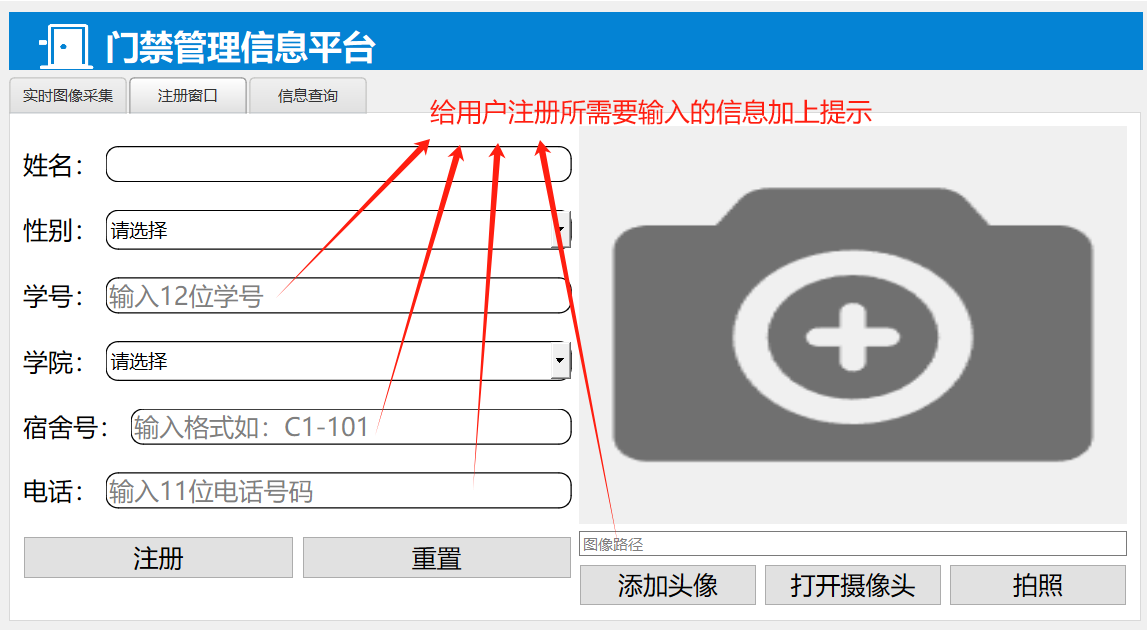 门禁管理信息平台
实时图像采集 注册窗口 信息查询
给用户注册所需要输入的信息加上提示
姓名：
性别： 请选择
学号： 输入12位学号
学院： 请选择
宿舍号： 输入格式如：C1-101
电话： 输入11位电话号码
注册 重置
图像路径
添加头像 打开摄像头 拍照